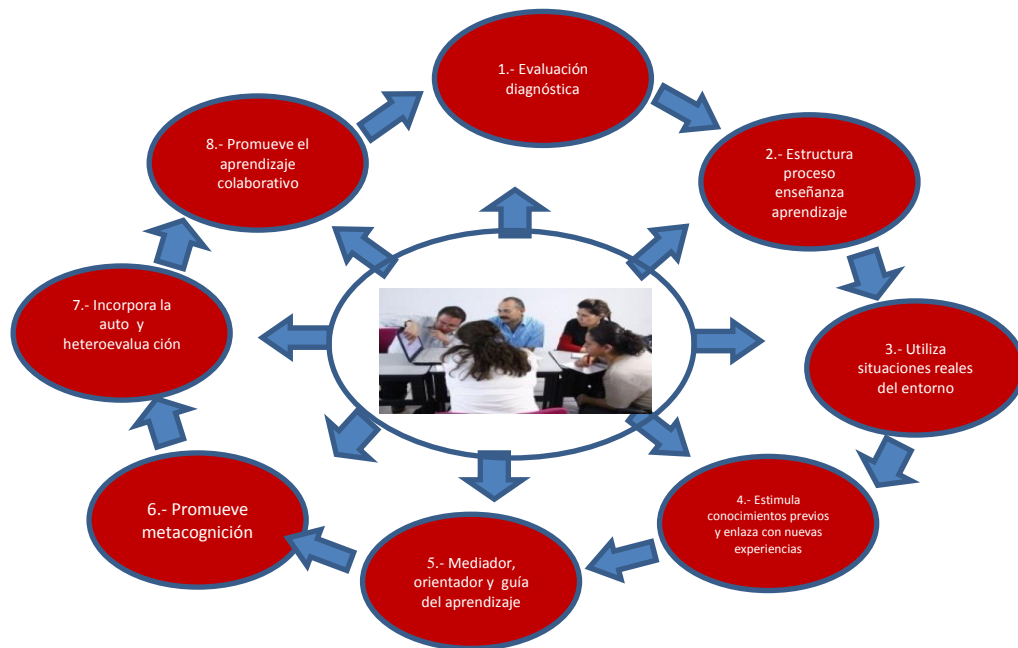 1.- Evaluación
diagnóstica
2.- Estructura
proceso
enseñanza
aprendizaje
3.- Utiliza
situaciones reales
del entorno
4.- Estimula
conocimientos previos
y enlaza con nuevas
experiencias
5.- Mediador,
orientador y guía
del aprendizaje
6.- Promueve
metacognición
7.- Incorpora la
auto y
heteroevalua ción
8.- Promueve el
aprendizaje
colaborativo